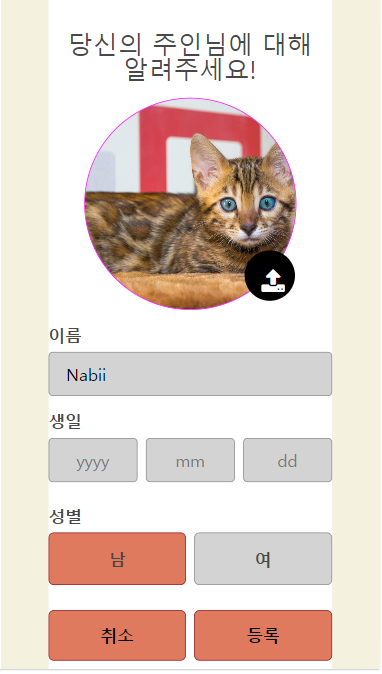 당신의 주인님에 대해
알려주세요!
이름
Nabii
생일
yyyy mm dd
성별
남 여
취소 등록